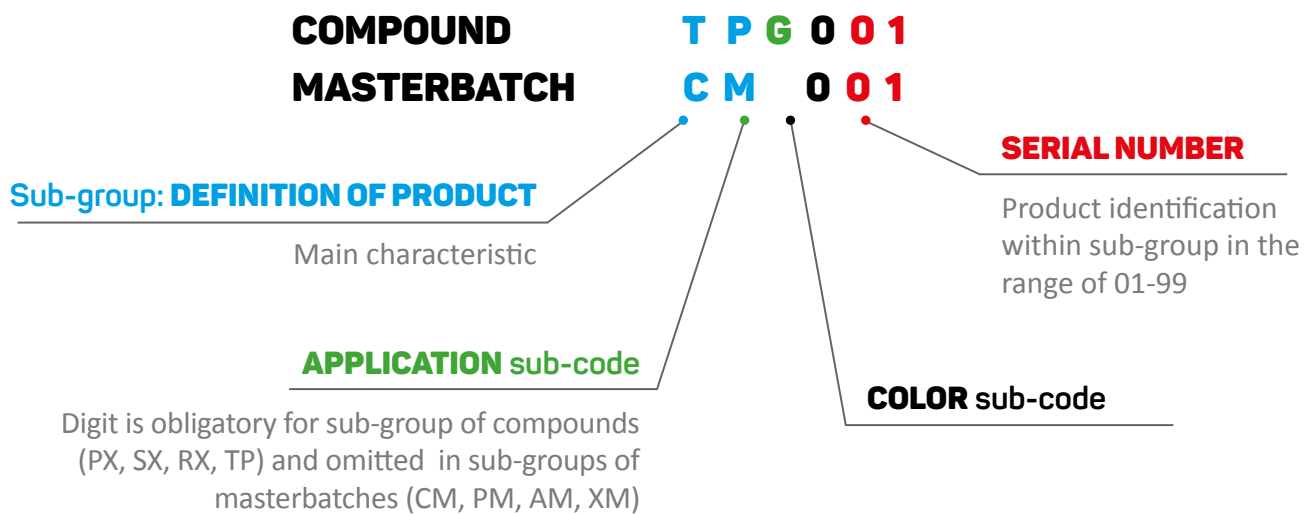 COMPOUND T P G 0 0 1
MASTERBATCH C M 0 0 1
SERIAL NUMBER
Product identification
within sub-group in the
range of 01-99
Sub-group: DEFINITION OF PRODUCT
Main characteristic
APPLICATION sub-code
Digit is obligatory for sub-group of compounds
(PX, SX, RX, TP) and omitted in sub-groups of
masterbatches (CM, PM, AM, XM)
COLOR sub-code